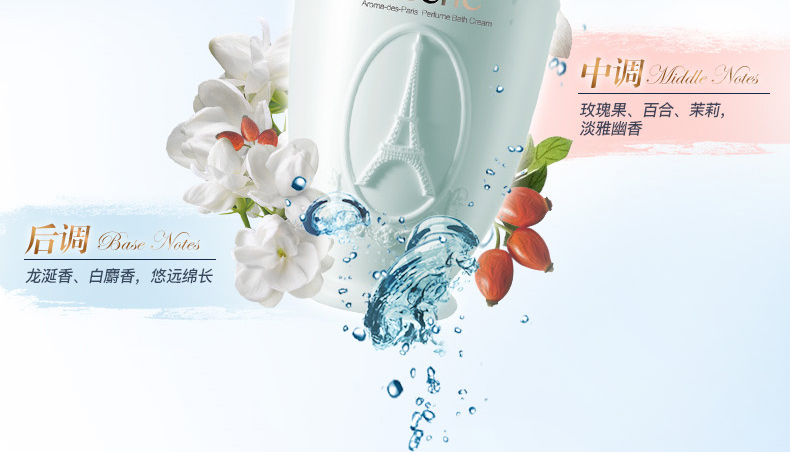 Aroma-des-Paris Perfume Bath Cream
中调 Middle Notes
玫瑰果、百合、茉莉，
淡雅幽香
后调 Base Notes
龙涎香、白麝香，悠远绵长